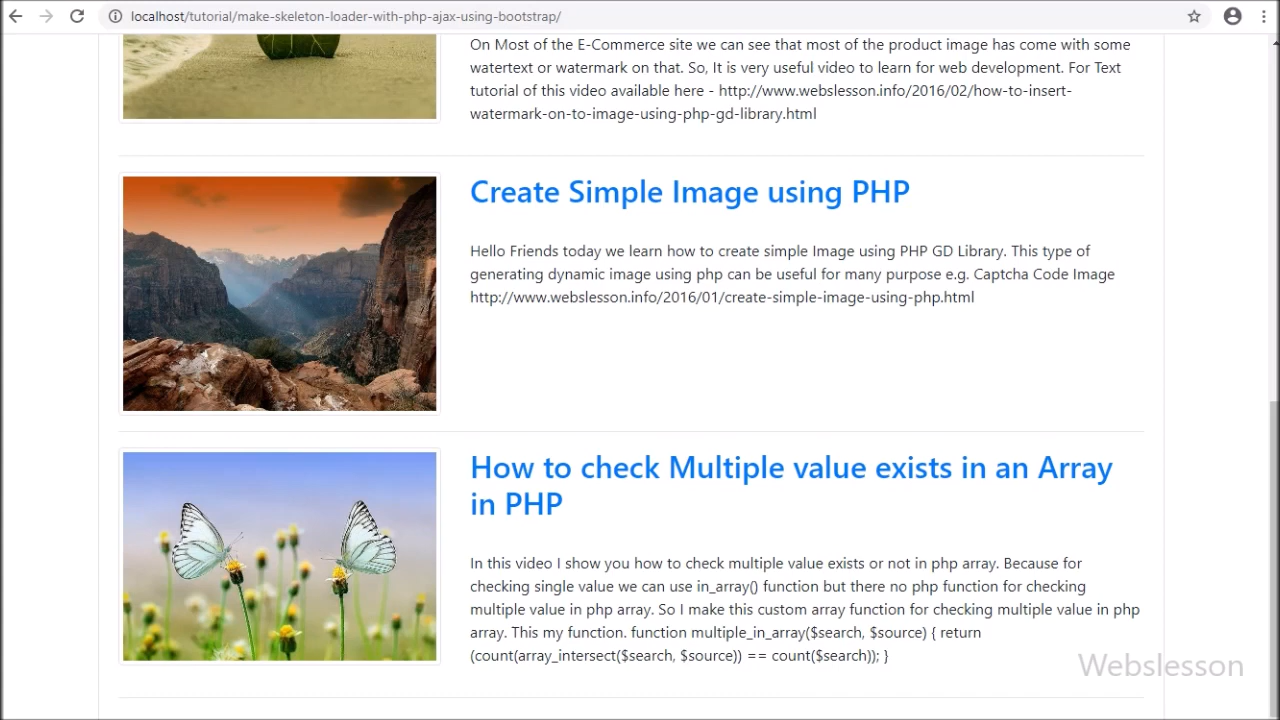 localhost/tutorial/make-skeleton-loader-with-php-ajax-using-bootstrap/
On Most of the E-Commerce site we can see that most of the product image has come with some
watertext or watermark on that. So, It is very useful video to learn for web development. For Text
tutorial of this video available here - http://www.webslesson.info/2016/02/how-to-insert-
watermark-on-to-image-using-php-gd-library.html
Create Simple Image using PHP
Hello Friends today we learn how to create simple Image using PHP GD Library. This type of
generating dynamic image using php can be useful for many purpose e.g. Captcha Code Image
http://www.webslesson.info/2016/01/create-simple-image-using-php.html
How to check Multiple value exists in an Array
in PHP
In this video I show you how to check multiple value exists or not in php array. Because for
checking single value we can use in_array() function but there no php function for checking
multiple value in php array. So I make this custom array function for checking multiple value in php
array. This my function. function multiple_in_array($search, $source) { return
(count(array_intersect($search, $source)) == count($search)); }
Webslesson